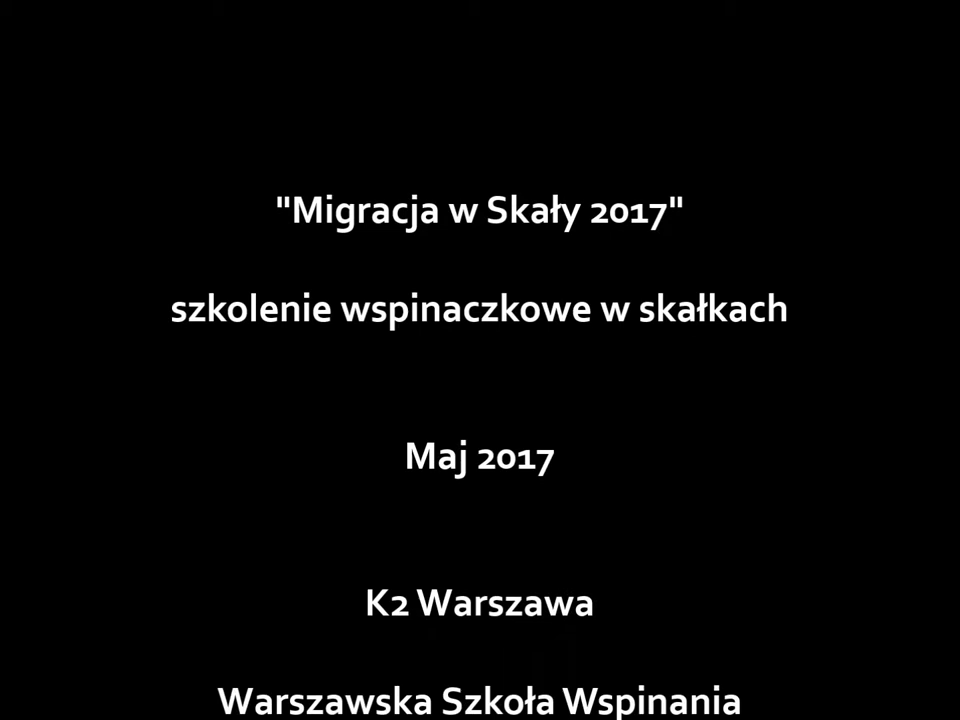 "Migracja w Skały 2017"
szkolenie wspinaczkowe w skałkach
Maj 2017
K2 Warszawa
Warszawska Szkoła Wspinania